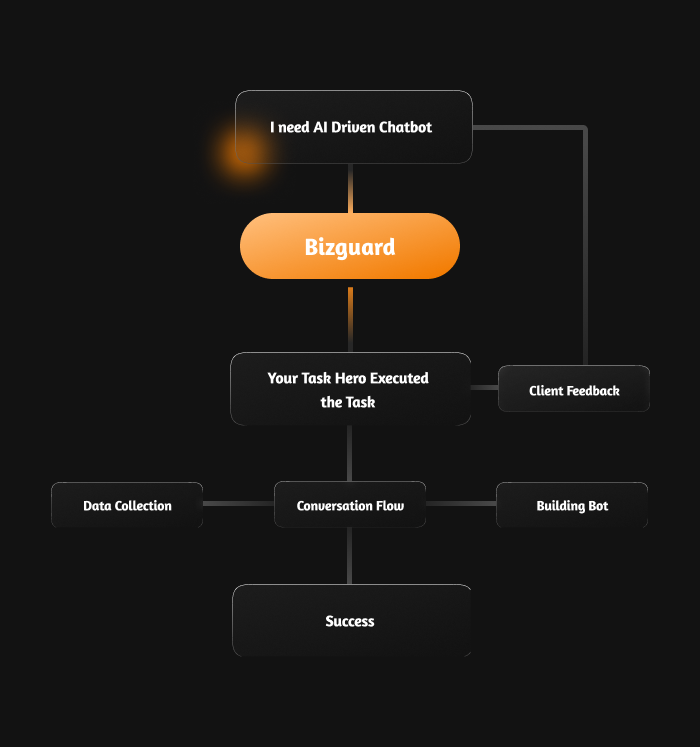 I need AI Driven Chatbot
Bizguard
Your Task Hero Executed
the Task
Client Feedback
Data Collection
Conversation Flow
Building Bot
Success